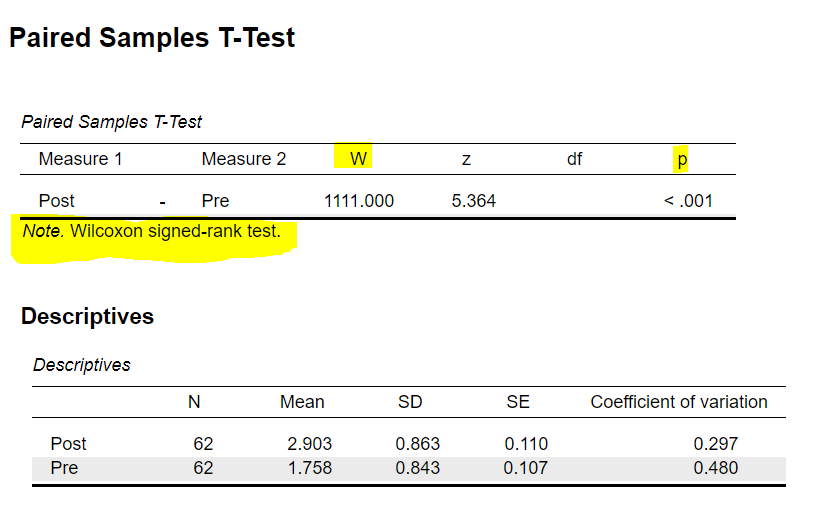 Paired Samples T-Test
Paired Samples T-Test
Measure 1 Measure 2 W z df p
Post - Pre 1111.000 5.364 < .001
Note. Wilcoxon signed-rank test.
Descriptives
Descriptives
N Mean SD SE Coefficient of variation
Post 62 2.903 0.863 0.110 0.297
Pre 62 1.758 0.843 0.107 0.480